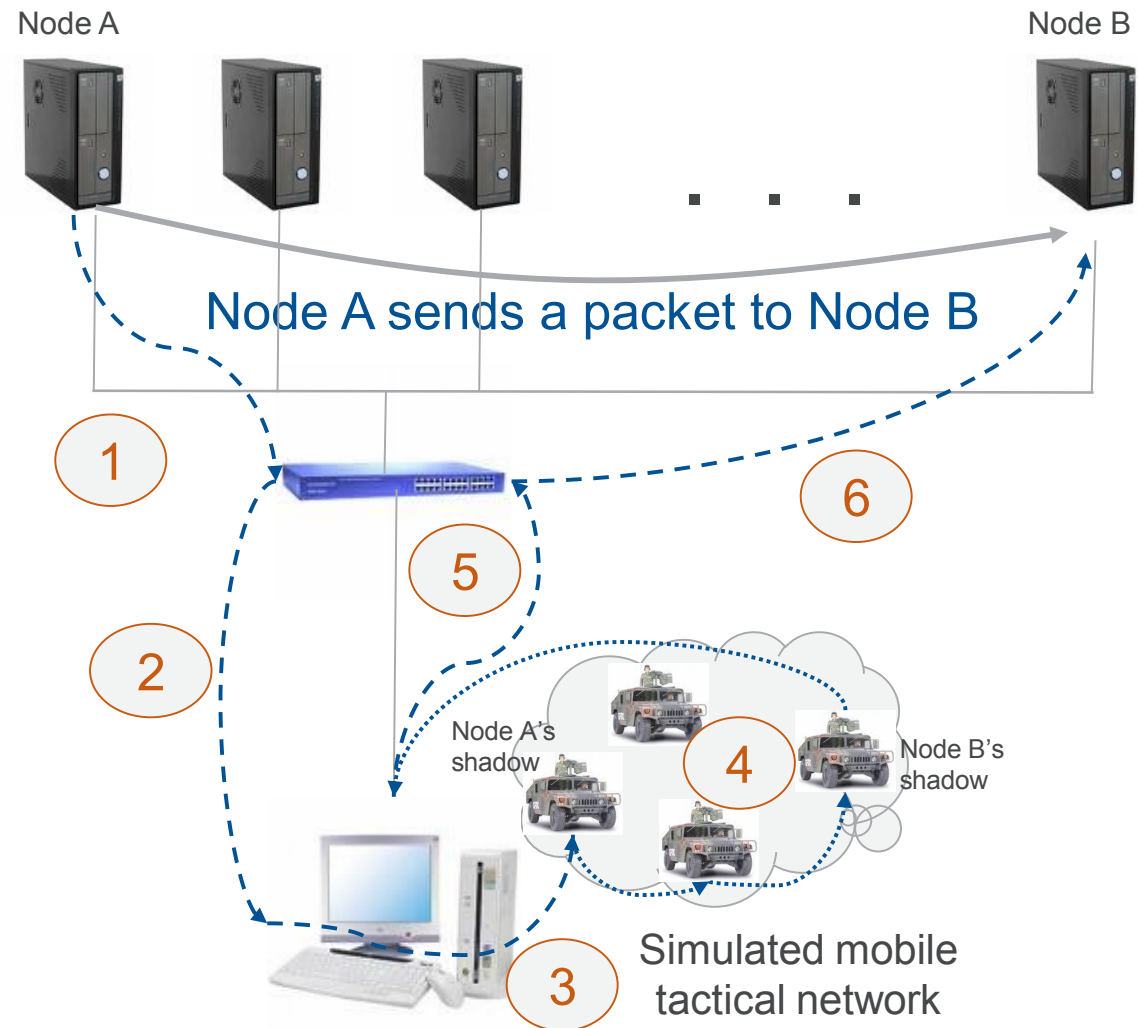 Node A
Node B
Node A sends a packet to Node B
1
6
5
2
Node A's
shadow
4
Node B's
shadow
3
Simulated mobile
tactical network